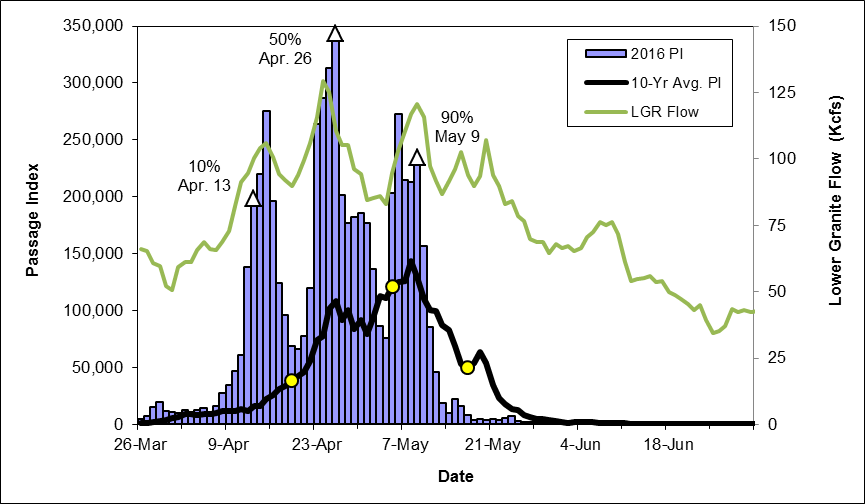 350,000
300,000
250,000
200,000
150,000
100,000
50,000
0
Passage Index
150
125
100
75
50
25
0
Lower Granite Flow (Kcfs)
50%
Apr. 26
10%
Apr. 13
90%
May 9
2016 PI
10-Yr Avg. PI
LGR Flow
26-Mar
9-Apr
23-Apr
7-May
21-May
4-Jun
18-Jun
Date